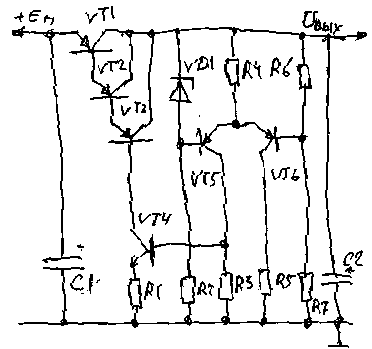 +Eп VT1 Uвых
VT2
VT3
VD1 R4 R6
VT5 VT6
VT4
C1 + R1 R2 R3 R5 R7 C2 +